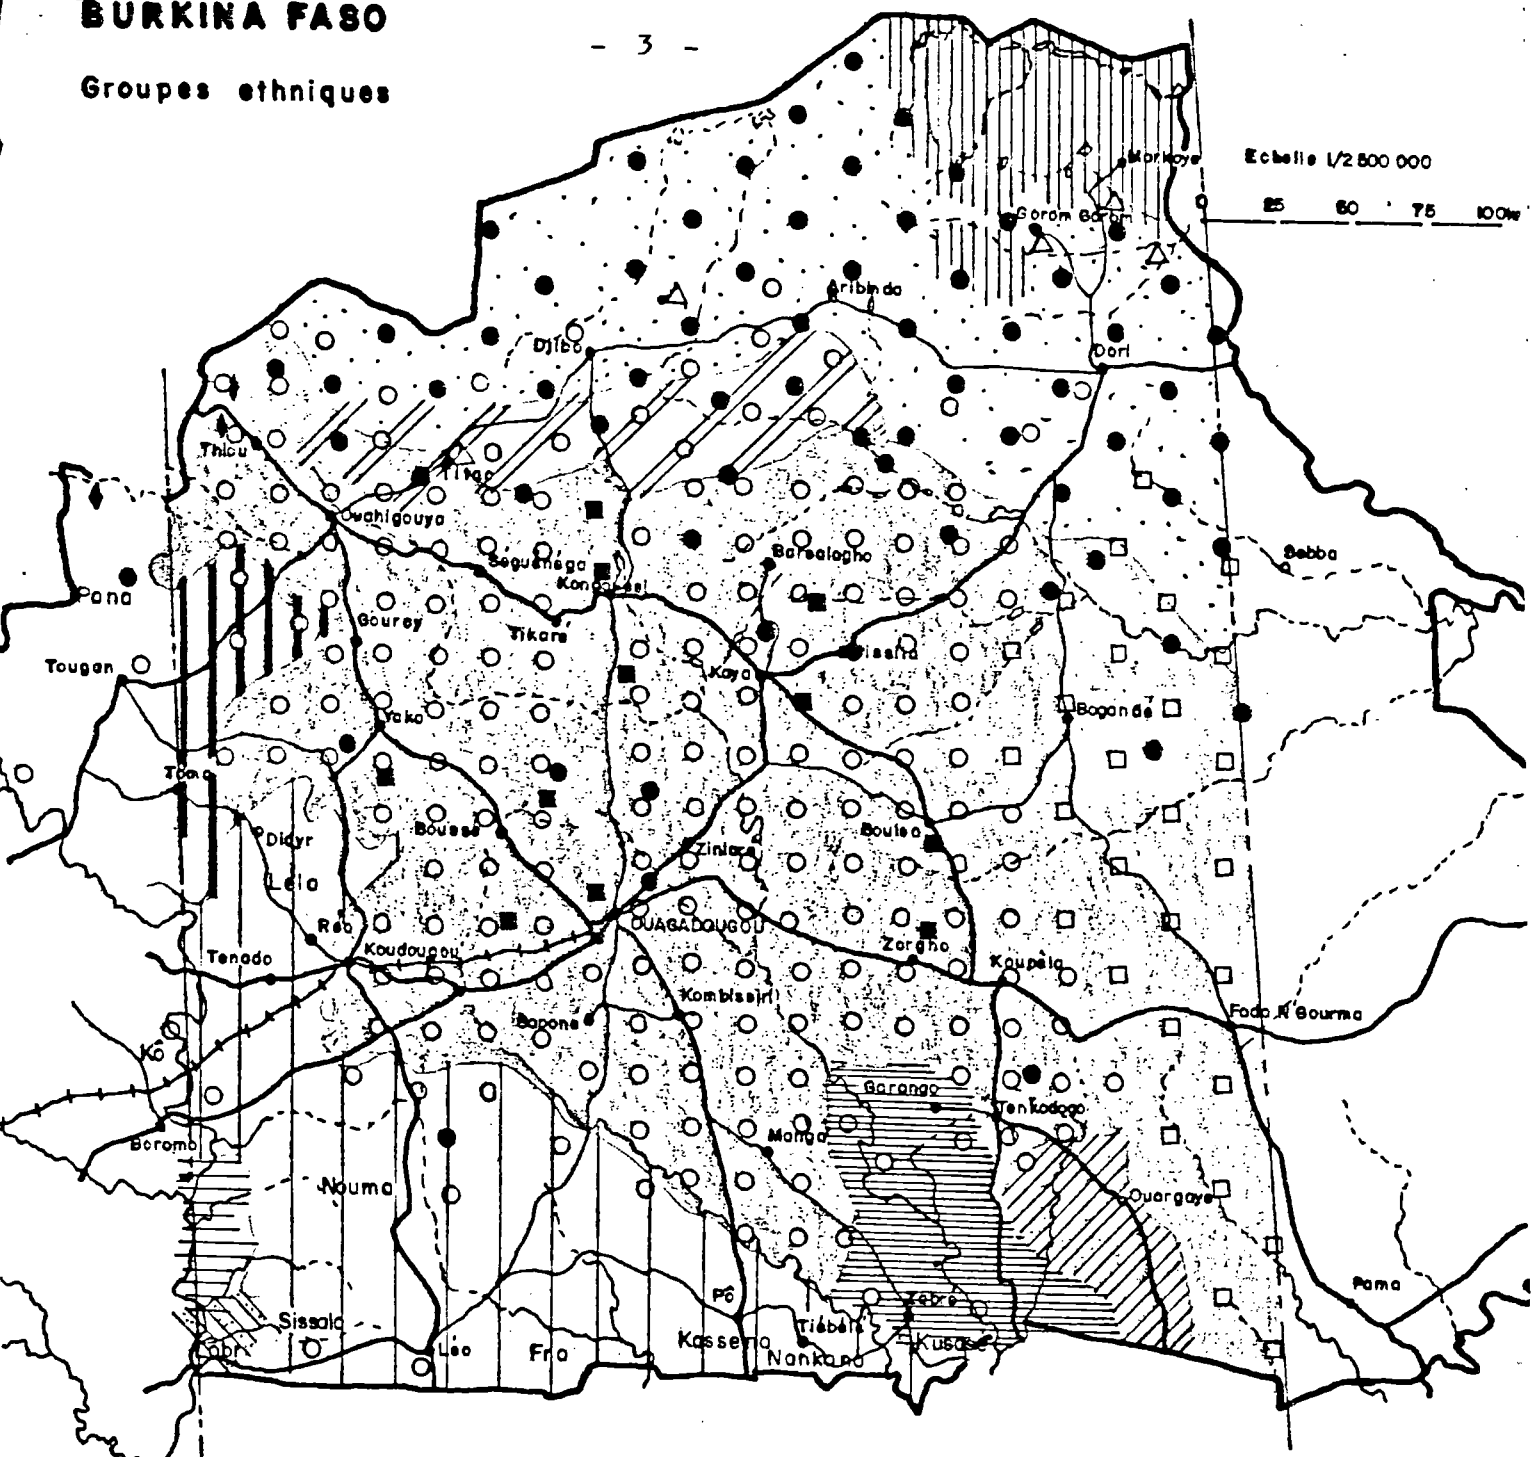 BURKINA FASO
- 3 -
Groupes ethniques
Markoye
Echelle 1/2 500 000
0 25 50 75 100km
Gorom Gorom
Aribinda
Djibo
Dori
Thiou
Titao
Ouahigouya
Barsalogho
Sebba
Séguénéga
Kongoussi
Pana
Gourcy
Tikaré
Tougan
Kaya
Pissila
Yako
Bogandé
Toma
Didyr
Boussé
Boulsa
Ziniaré
Lela
Réo
OUAGADOUGOU
Tenado
Koudougou
Zorgho
Koupéla
Kombissiri
Sapone
Fada N Gourma
Kô
Garango
Tenkodogo
Boromo
Manga
Nouma
Ouargaye
Pô
Zabré
Pama
Sissala
Tiébélé
Léo
Fra
Kassena
Nankana
Kusase